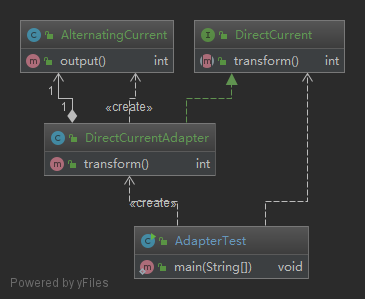 C AlternatingCurrent
m output() int
I DirectCurrent
m transform() int
1
1
«create»
C DirectCurrentAdapter
m transform() int
«create»
C AdapterTest
m main(String[]) void
Powered by yFiles